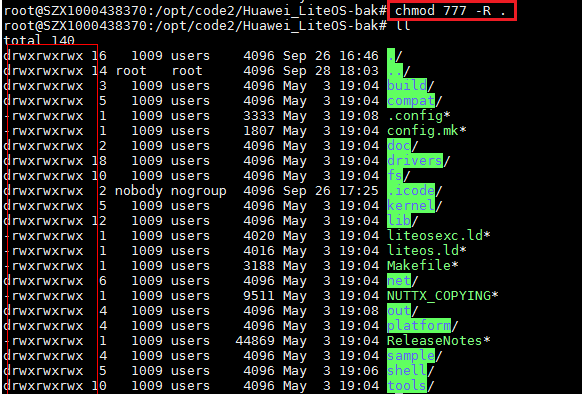 root@SZX1000438370:/opt/code2/Huawei_LiteOS-bak# chmod 777 -R .
root@SZX1000438370:/opt/code2/Huawei_LiteOS-bak# ll
total 140
drwxrwxrwx 16 1009 users 4096 Sep 26 16:46 ./
drwxrwxrwx 14 root root 4096 Sep 28 18:03 ../
drwxrwxrwx 3 1009 users 4096 May 3 19:04 build/
drwxrwxrwx 5 1009 users 4096 May 3 19:04 compat/
-rwxrwxrwx 1 1009 users 3333 May 3 19:08 .config*
-rwxrwxrwx 1 1009 users 1807 May 3 19:04 config.mk*
drwxrwxrwx 2 1009 users 4096 May 3 19:04 doc/
drwxrwxrwx 18 1009 users 4096 May 3 19:04 drivers/
drwxrwxrwx 10 1009 users 4096 May 3 19:04 fs/
drwxrwxrwx 2 nobody nogroup 4096 Sep 26 17:25 .icode/
drwxrwxrwx 5 1009 users 4096 May 3 19:04 kernel/
drwxrwxrwx 12 1009 users 4096 May 3 19:04 lib/
-rwxrwxrwx 1 1009 users 4020 May 3 19:04 liteosexc.ld*
-rwxrwxrwx 1 1009 users 4016 May 3 19:04 liteos.ld*
-rwxrwxrwx 1 1009 users 3188 May 3 19:04 Makefile*
drwxrwxrwx 6 1009 users 4096 May 3 19:04 net/
-rwxrwxrwx 1 1009 users 9511 May 3 19:04 NUTTX_COPYING*
drwxrwxrwx 4 1009 users 4096 May 3 19:08 out/
drwxrwxrwx 4 1009 users 4096 May 3 19:04 platform/
-rwxrwxrwx 1 1009 users 44869 May 3 19:04 ReleaseNotes*
drwxrwxrwx 4 1009 users 4096 May 3 19:04 sample/
drwxrwxrwx 5 1009 users 4096 May 3 19:06 shell/
drwxrwxrwx 10 1009 users 4096 May 3 19:04 tools/